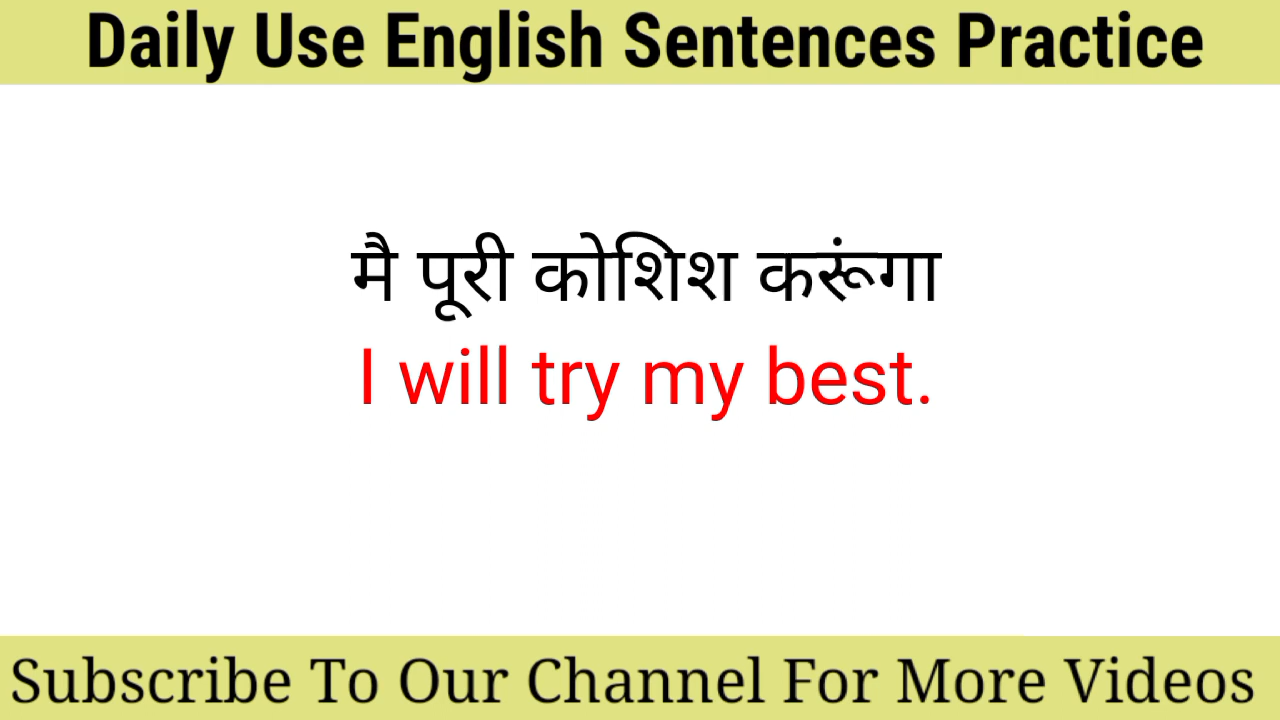 Daily Use English Sentences Practice
मै पूरी कोशिश करूंगा
I will try my best.
Subscribe To Our Channel For More Videos